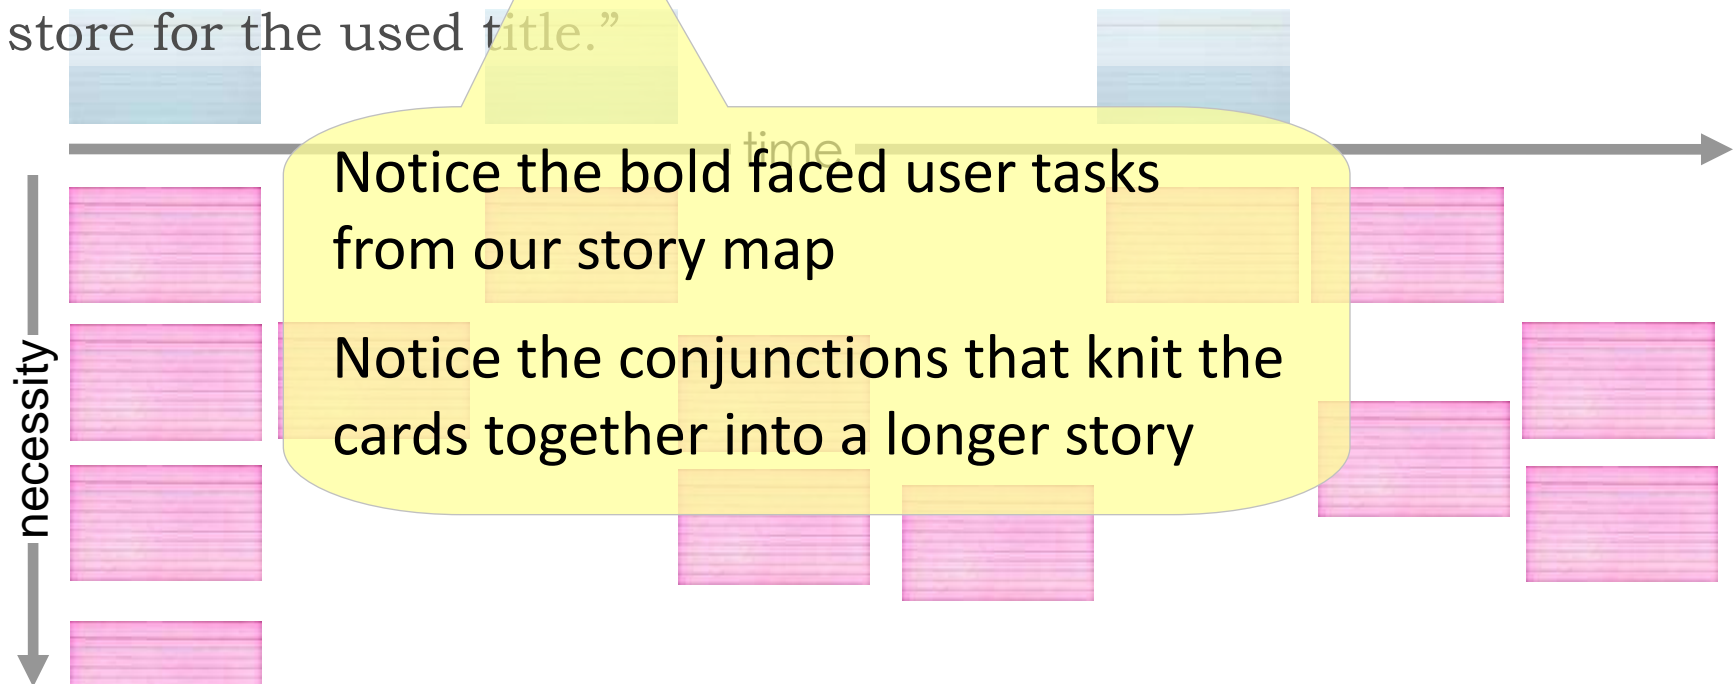 store for the used title.”
time
Notice the bold faced user tasks
from our story map
Notice the conjunctions that knit the
cards together into a longer story
necessity